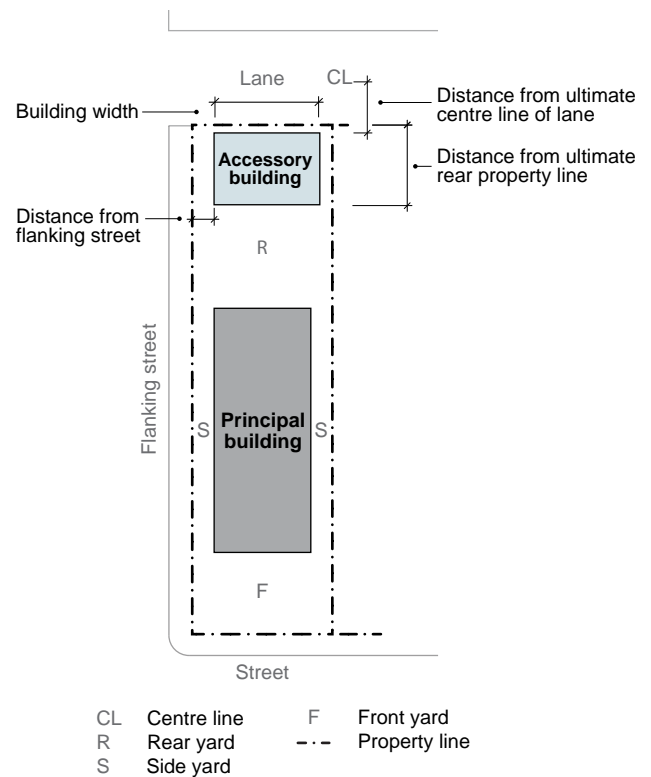 Lane
CL
Building width
Distance from ultimate
centre line of lane
Accessory
building
Distance from ultimate
rear property line
Distance from
flanking street
R
Flanking street
S
Principal
building
S
F
Street
CL Centre line
R Rear yard
S Side yard
F Front yard
Property line